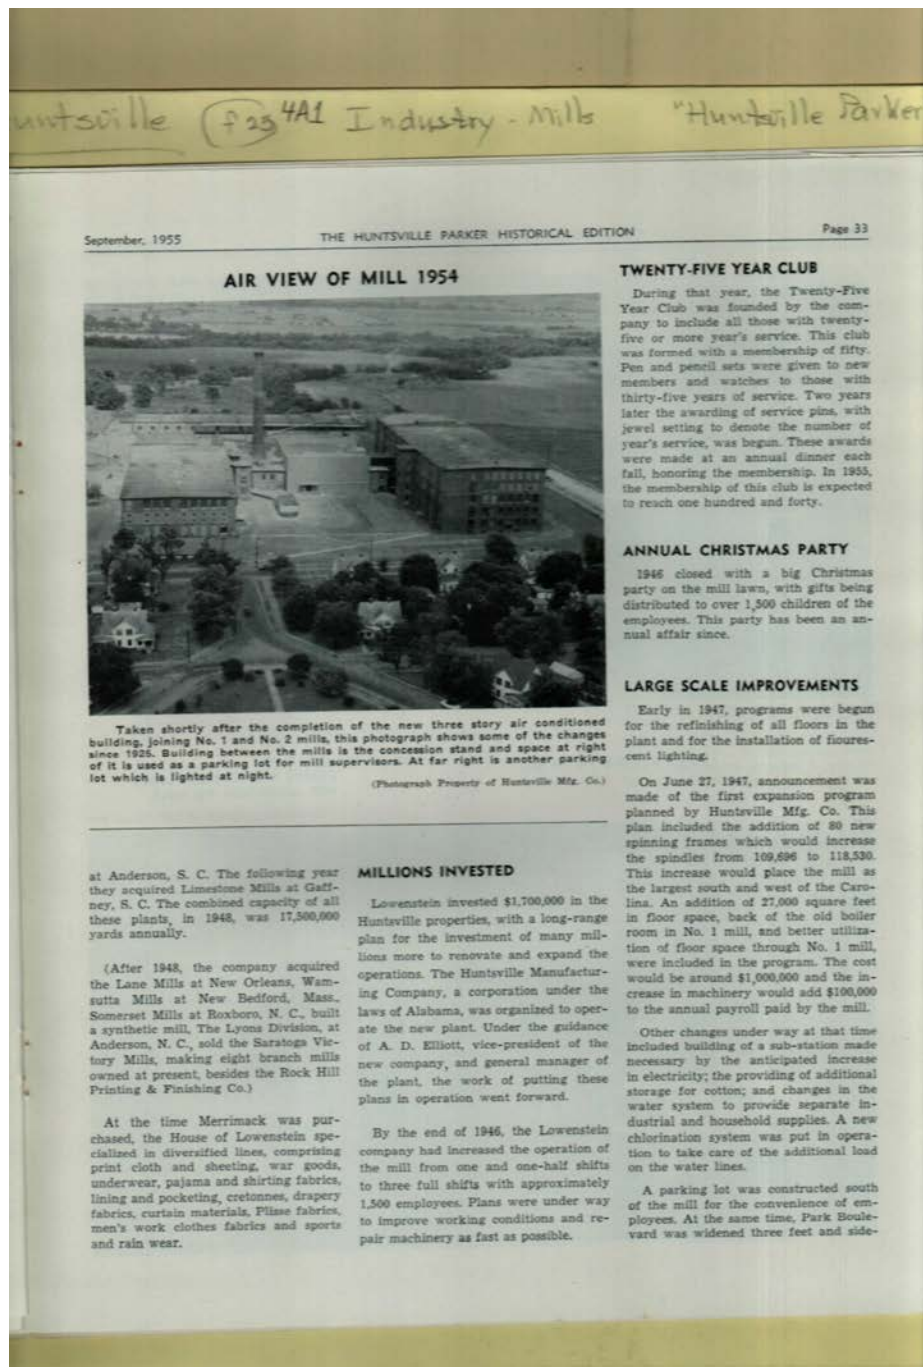 untsville f23 4A1 Industry - Mills "Huntsville Parker
September, 1955
THE HUNTSVILLE PARKER HISTORICAL EDITION
Page 33
AIR VIEW OF MILL 1954
Taken shortly after the completion of the new three story air conditioned
building, joining No. 1 and No. 2 mills, this photograph shows some of the changes
since 1925. Building between the mills is the concession stand and space at right
of it is used as a parking lot for mill supervisors. At far right is another parking
lot which is lighted at night.
(Photograph Property of Huntsville Mfg. Co.)
at Anderson, S. C. The following year
they acquired Limestone Mills at Gaff-
ney, S. C. The combined capacity of all
these plants, in 1948, was 17,500,000
yards annually.
(After 1948, the company acquired
the Lane Mills at New Orleans, Wam-
sutta Mills at New Bedford, Mass.,
Somerset Mills at Roxboro, N. C., built
a synthetic mill, The Lyons Division, at
Anderson, N. C., sold the Saratoga Vic-
tory Mills, making eight branch mills
owned at present, besides the Rock Hill
Printing & Finishing Co.)
At the time Merrimack was pur-
chased, the House of Lowenstein spe-
cialized in diversified lines, comprising
print cloth and sheeting, war goods,
underwear, pajama and shirting fabrics,
lining and pocketing, cretonnes, drapery
fabrics, curtain materials, Plisse fabrics,
men's work clothes fabrics and sports
and rain wear.
MILLIONS INVESTED
Lowenstein invested $1,700,000 in the
Huntsville properties, with a long-range
plan for the investment of many mil-
lions more to renovate and expand the
operations. The Huntsville Manufactur-
ing Company, a corporation under the
laws of Alabama, was organized to oper-
ate the new plant. Under the guidance
of A. D. Elliott, vice-president of the
new company, and general manager of
the plant, the work of putting these
plans in operation went forward.
By the end of 1946, the Lowenstein
company had increased the operation of
the mill from one and one-half shifts
to three full shifts with approximately
1,500 employees. Plans were under way
to improve working conditions and re-
pair machinery as fast as possible.
TWENTY-FIVE YEAR CLUB
During that year, the Twenty-Five
Year Club was founded by the com-
pany to include all those with twenty-
five or more year's service. This club
was formed with a membership of fifty.
Pen and pencil sets were given to new
members and watches to those with
thirty-five years of service. Two years
later the awarding of service pins, with
jewel setting to denote the number of
year's service, was begun. These awards
were made at an annual dinner each
fall, honoring the membership. In 1955,
the membership of this club is expected
to reach one hundred and forty.
ANNUAL CHRISTMAS PARTY
1946 closed with a big Christmas
party on the mill lawn, with gifts being
distributed to over 1,500 children of the
employees. This party has been an an-
nual affair since.
LARGE SCALE IMPROVEMENTS
Early in 1947, programs were begun
for the refinishing of all floors in the
plant and for the installation of flioures-
cent lighting.
On June 27, 1947, announcement was
made of the first expansion program
planned by Huntsville Mfg. Co. This
plan included the addition of 80 new
spinning frames which would increase
the spindles from 109,696 to 118,530.
This increase would place the mill as
the largest south and west of the Caro-
lina. An addition of 27,000 square feet
in floor space, back of the old boiler
room in No. 1 mill, and better utiliza-
tion of floor space through No. 1 mill,
were included in the program. The cost
would be around $1,000,000 and the in-
crease in machinery would add $100,000
to the annual payroll paid by the mill.
Other changes under way at that time
included building of a sub-station made
necessary by the anticipated increase
in electricity; the providing of additional
storage for cotton; and changes in the
water system to provide separate in-
dustrial and household supplies. A new
chlorination system was put in opera-
tion to take care of the additional load
on the water lines.
A parking lot was constructed south
of the mill for the convenience of em-
ployees. At the same time, Park Boule-
vard was widened three feet and side-